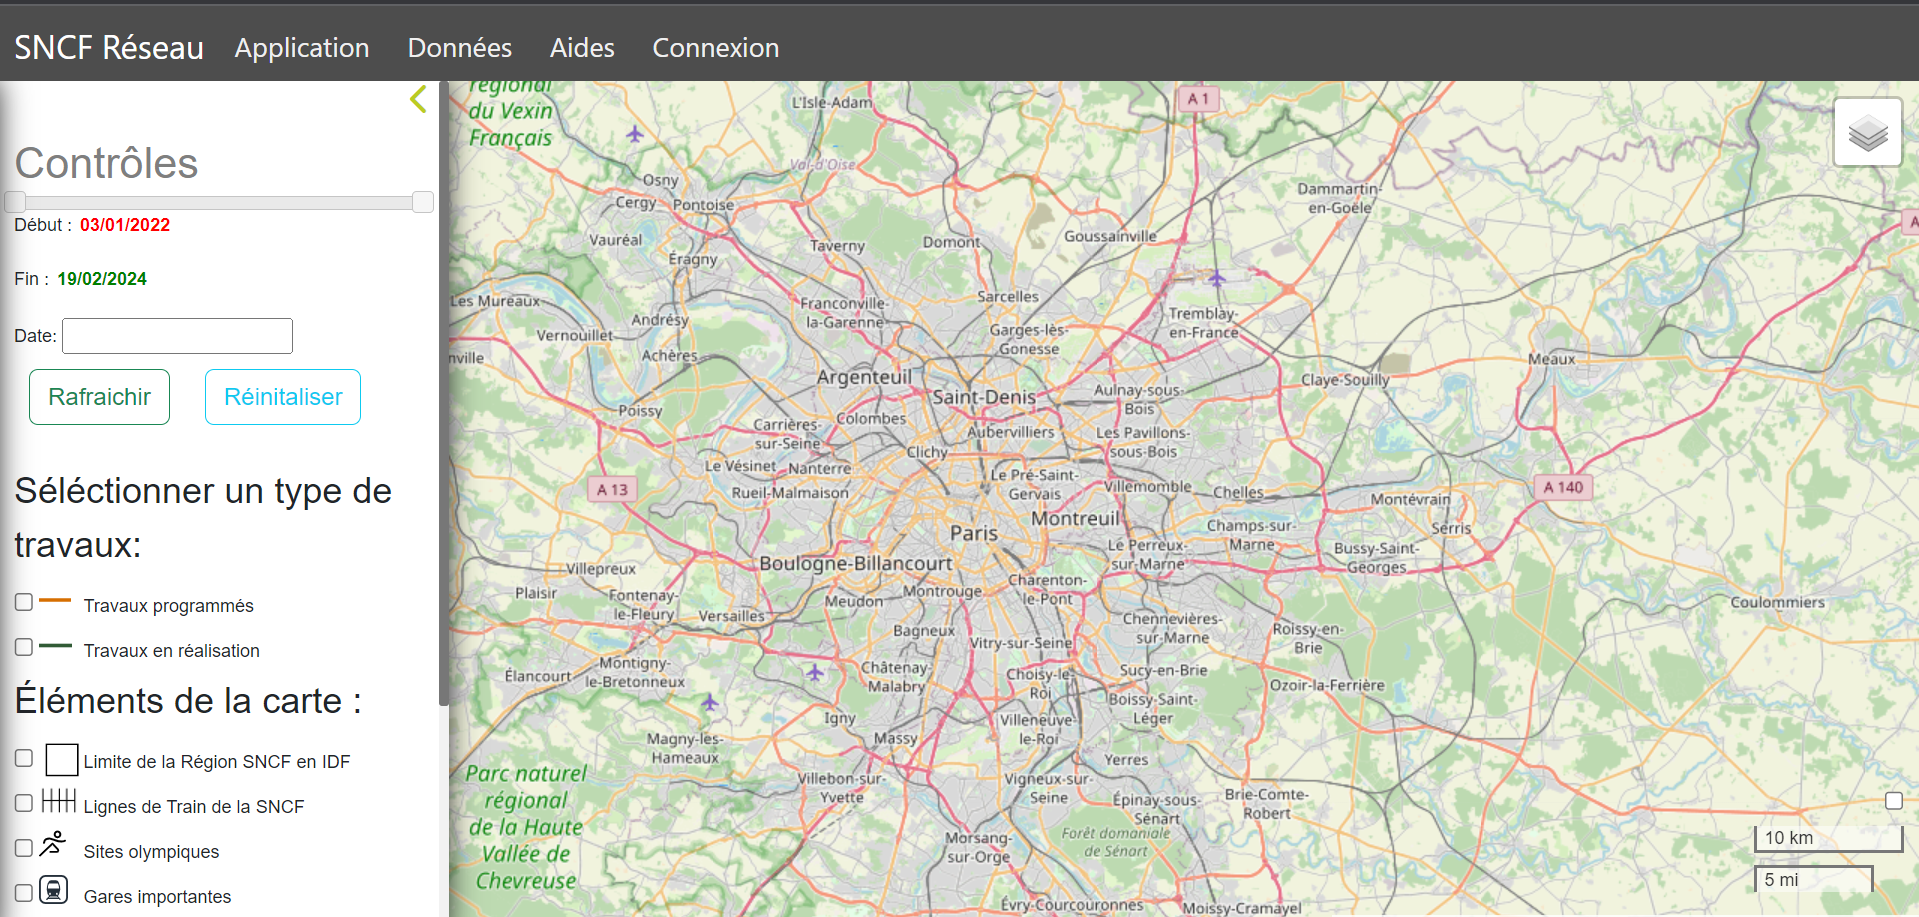 SNCF Réseau Application Données Aides Connexion
Contrôles
Début : 03/01/2022
Fin : 19/02/2024
Date:
Rafraichir Réinitaliser
Séléctionner un type de
travaux:
Travaux programmés
Travaux en réalisation
Éléments de la carte :
Limite de la Région SNCF en IDF
Lignes de Train de la SNCF
Sites olympiques
Gares importantes
régional
du Vexin
Français
L'Isle-Adam
A 1
Val-d'Oise
Osny
Cergy
Pontoise
Dammartin-
en-Goële
Vauréal
Éragny
Taverny
Domont
Goussainville
A
Les Mureaux
Franconville-
la-Garenne
Sarcelles
Andrésy
Vernouillet
Garges-lès-
Gonesse
Tremblay-
en-France
nville
Achères
Meaux
Argenteuil
Saint-Denis
Aulnay-sous-
Bois
Claye-Souilly
Poissy
Colombes
Carrières-
sur-Seine
Aubervilliers
Les Pavillons-
sous-Bois
Clichy
Le Vésinet
Nanterre
Le Pré-Saint-
Gervais
A 13
Rueil-Malmaison
Villemomble
Chelles
Montévrain
A 140
Paris
Montreuil
Champs-sur-
Marne
Serris
Boulogne-Billancourt
Le Perreux-
sur-Marne
Bussy-Saint-
Georges
Villepreux
Charenton-
le-Pont
Plaisir
Fontenay-
le-Fleury
Versailles
Meudon
Montrouge
Coulommiers
Bagneux
Vitry-sur-Seine
Chennevières-
sur-Marne
Roissy-en-
Brie
Élancourt
Montigny-
le-Bretonneux
Châtenay-
Malabry
Choisy-le-
Roi
Sucy-en-Brie
Ozoir-la-Ferrière
Boissy-Saint-
Léger
Igny
Villeneuve-
le-Roi
Magny-les-
Hameaux
Massy
Yerres
Parc naturel
régional
de la Haute
Vallée de
Chevreuse
Villebon-sur-
Yvette
Vigneux-sur-
Seine
Épinay-sous-
Sénart
Brie-Comte-
Robert
Morsang-
sur-Orge
Forêt domaniale
de Sénart
Évry-Courcouronnes
Moissy-Cramayel
10 km
5 mi